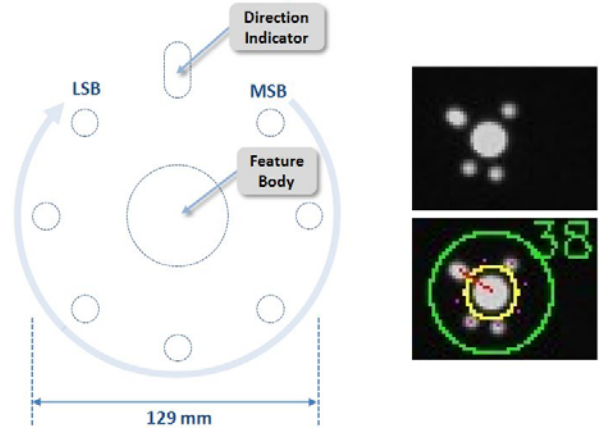 Direction
Indicator
LSB
MSB
Feature
Body
38
129 mm